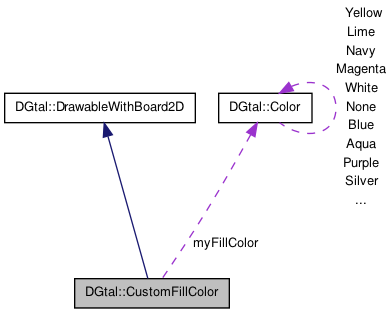 Yellow
Lime
Navy
Magenta
White
None
Blue
Aqua
Purple
Silver
...
DGtal::DrawableWithBoard2D
DGtal::Color
myFillColor
DGtal::CustomFillColor